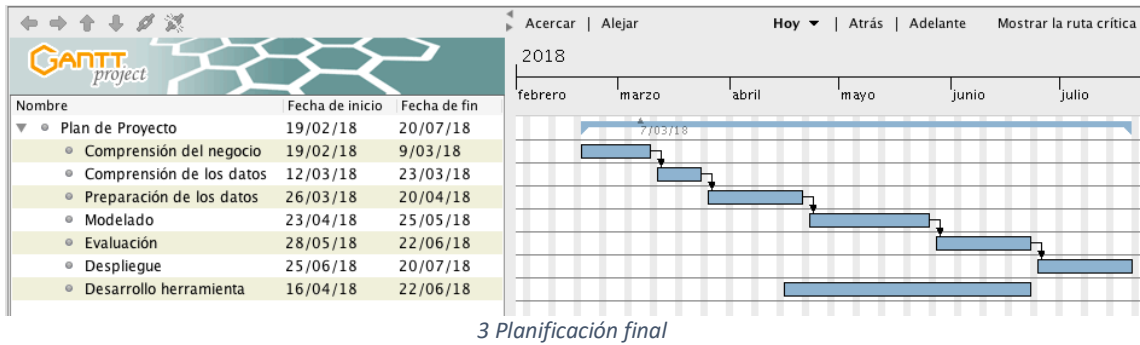 Acercar | Alejar Hoy ▼ | Atrás | Adelante Mostrar la ruta crítica
GANTT
project
2018
febrero marzo abril mayo junio julio
Nombre Fecha de inicio Fecha de fin
Plan de Proyecto 19/02/18 20/07/18
7/03/18
Comprensión del negocio 19/02/18 9/03/18
Comprensión de los datos 12/03/18 23/03/18
Preparación de los datos 26/03/18 20/04/18
Modelado 23/04/18 25/05/18
Evaluación 28/05/18 22/06/18
Despliegue 25/06/18 20/07/18
Desarrollo herramienta 16/04/18 22/06/18
3 Planificación final